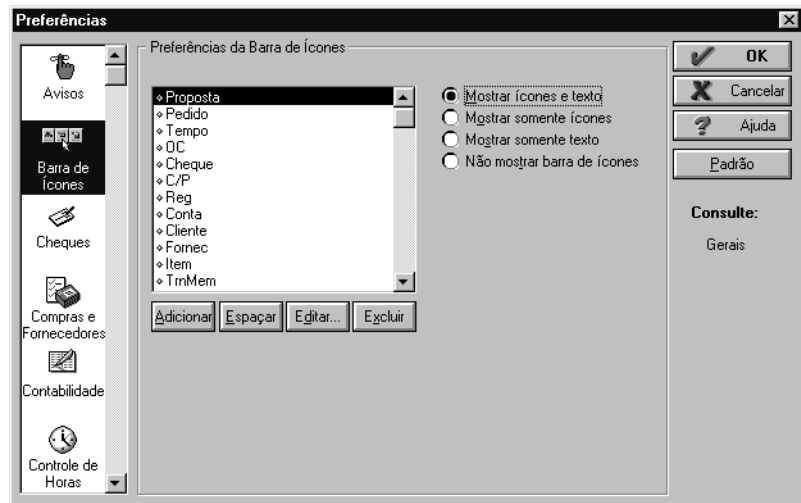 Preferências
Avisos
Barra de
Ícones
Cheques
Compras e
Fornecedores
Contabilidade
Controle de
Horas
Preferências da Barra de Ícones
Proposta
Pedido
Tempo
OC
Cheque
C/P
Reg
Conta
Cliente
Fornec
Item
TrnMem
Adicionar
Espaçar
Editar...
Excluir
Mostrar ícones e texto
Mostrar somente ícones
Mostrar somente texto
Não mostrar barra de ícones
OK
Cancelar
Ajuda
Padrão
Consulte:
Gerais